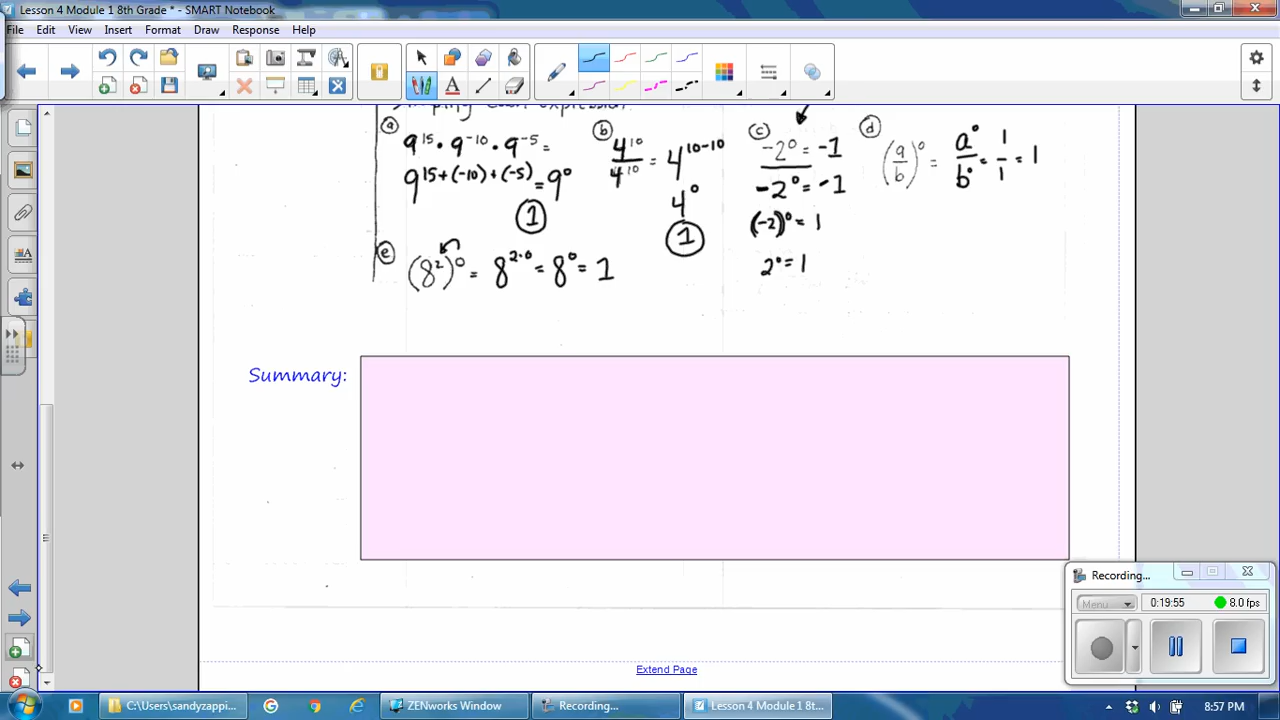 Lesson 4 Module 1 8th Grade * - SMART Notebook
File Edit View Insert Format Draw Response Help
Simplify each expression
ⓐ 9¹⁵ · 9⁻¹⁰ · 9⁻⁵ =
9¹⁵⁺⁽⁻¹⁰⁾⁺⁽⁻⁵⁾ = 9⁰
1
ⓑ 4¹⁰/4¹⁰ = 4¹⁰⁻¹⁰
4⁰
1
ⓒ -2⁰ = -1
-2⁰ = -1
(-2)⁰ = 1
2⁰ = 1
ⓓ (a/b)⁰ = a⁰/b⁰ = 1/1 = 1
ⓔ (8²)⁰ = 8²·⁰ = 8⁰ = 1
Summary:
Extend Page
Recording...
Menu 0:19:55 8.0 fps
C:\Users\sandyzappi... ZENworks Window Recording... Lesson 4 Module 1 8t... 8:57 PM